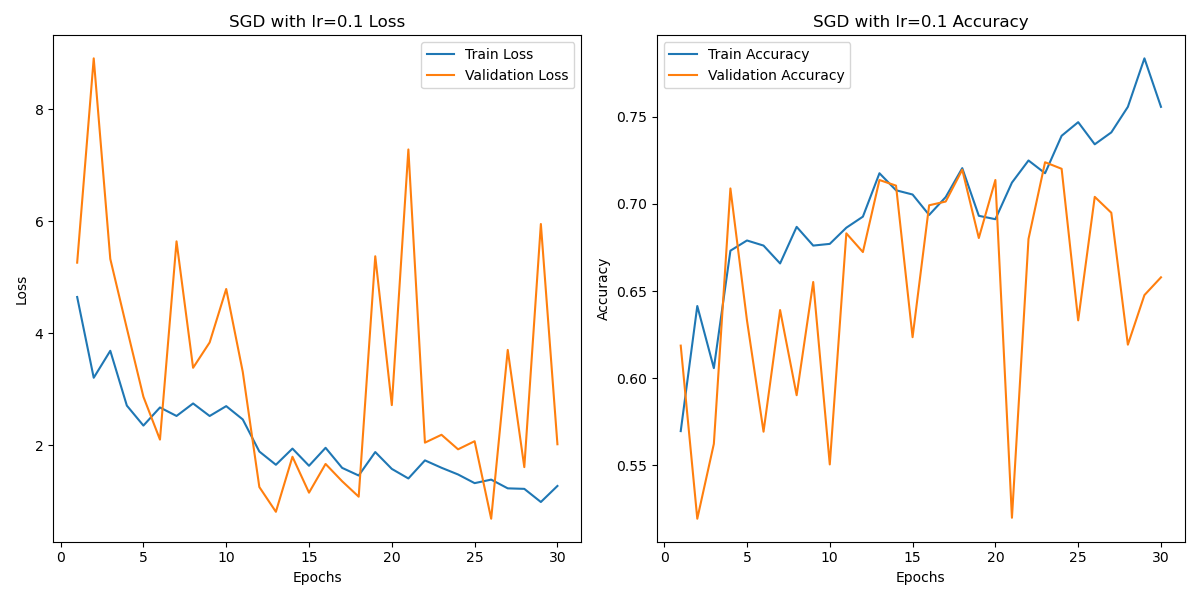 SGD with lr=0.1 Loss
Train Loss
Validation Loss
8
6
4
2
Loss
0
5
10
15
20
25
30
Epochs
SGD with lr=0.1 Accuracy
Train Accuracy
Validation Accuracy
0.75
0.70
0.65
0.60
0.55
Accuracy
0
5
10
15
20
25
30
Epochs